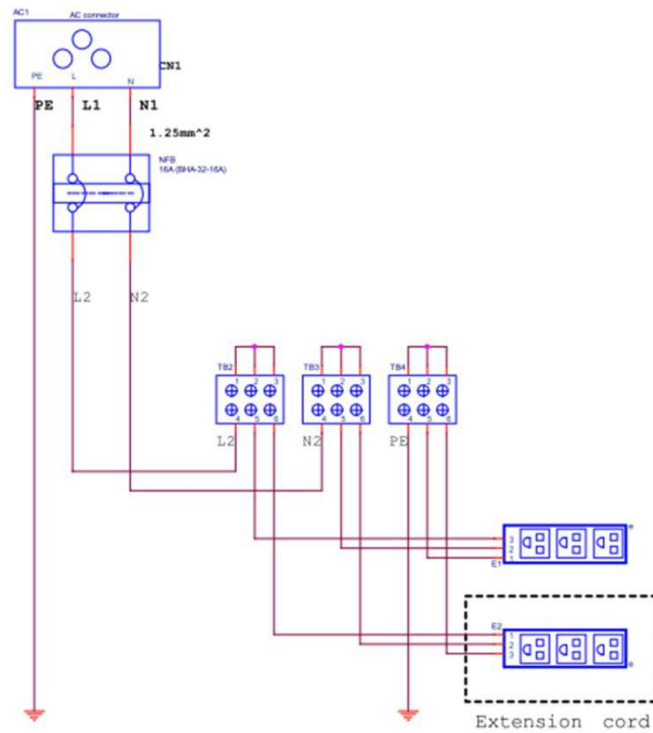 AC1 AC connector
CN1
PE L N
PE L1 N1
1.25mm^2
NFB
16A (BHA-32-16A)
L2 N2
TB2 TB3 TB4
1 2 3 1 2 3 1 2 3
4 5 6 4 5 6 4 5 6
L2 N2 PE
3
2
1
E1
E2
1
2
3
Extension cord